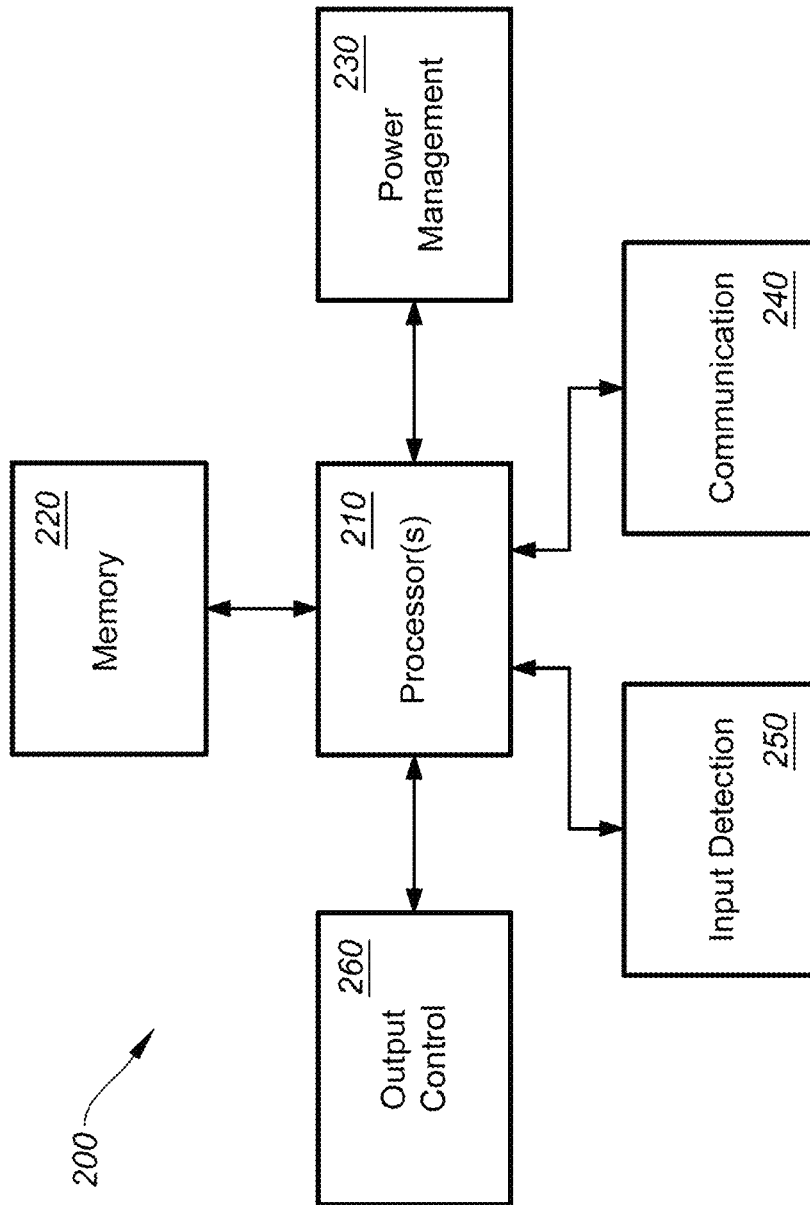 200
220
Memory
260
Output
Control
210
Processor(s)
230
Power
Management
250
Input Detection
240
Communication